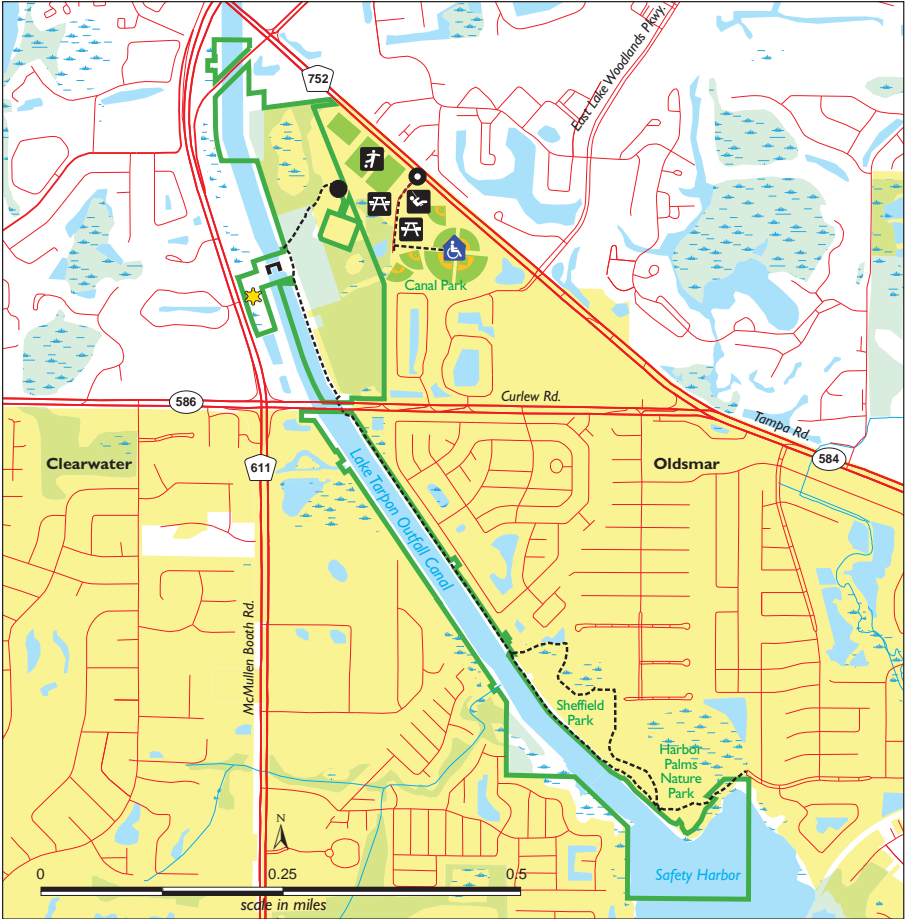 East Lake Woodlands Pkwy.
752
Canal Park
586
Curlew Rd.
Tampa Rd.
584
Clearwater
611
Oldsmar
Lake Tarpon Outfall Canal
McMullen Booth Rd.
Sheffield
Park
Harbor
Palms
Nature
Park
N
0
0.25
0.5
Safety Harbor
scale in miles